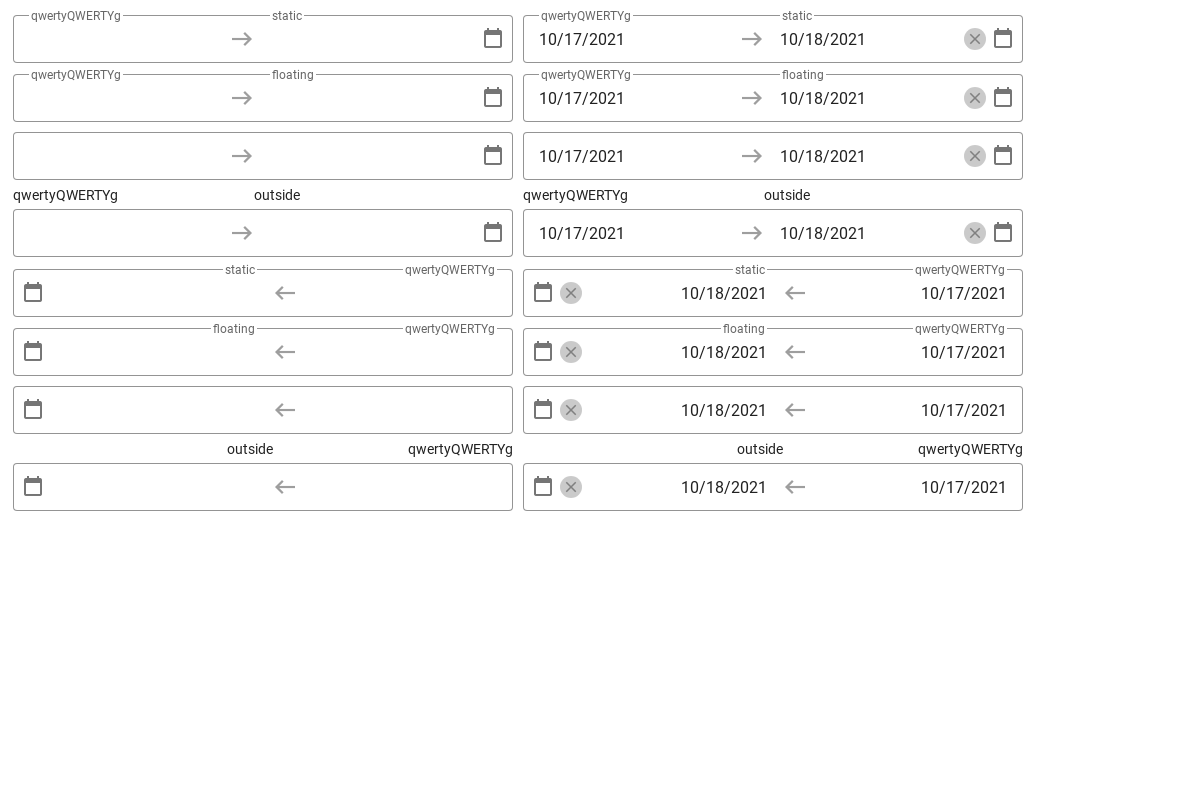 qwertyQWERTYg static qwertyQWERTYg static
10/17/2021 10/18/2021
qwertyQWERTYg floating qwertyQWERTYg floating
10/17/2021 10/18/2021
10/17/2021 10/18/2021
qwertyQWERTYg outside qwertyQWERTYg outside
10/17/2021 10/18/2021
static qwertyQWERTYg static qwertyQWERTYg
10/18/2021 10/17/2021
floating qwertyQWERTYg floating qwertyQWERTYg
10/18/2021 10/17/2021
10/18/2021 10/17/2021
outside qwertyQWERTYg outside qwertyQWERTYg
10/18/2021 10/17/2021